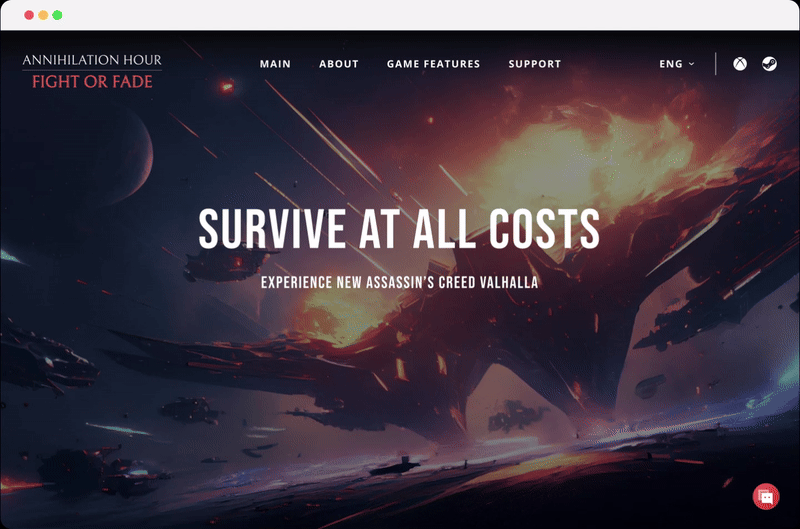 ANNIHILATION HOUR
FIGHT OR FADE
MAIN ABOUT GAME FEATURES SUPPORT ENG
SURVIVE AT ALL COSTS
EXPERIENCE NEW ASSASSIN'S CREED VALHALLA